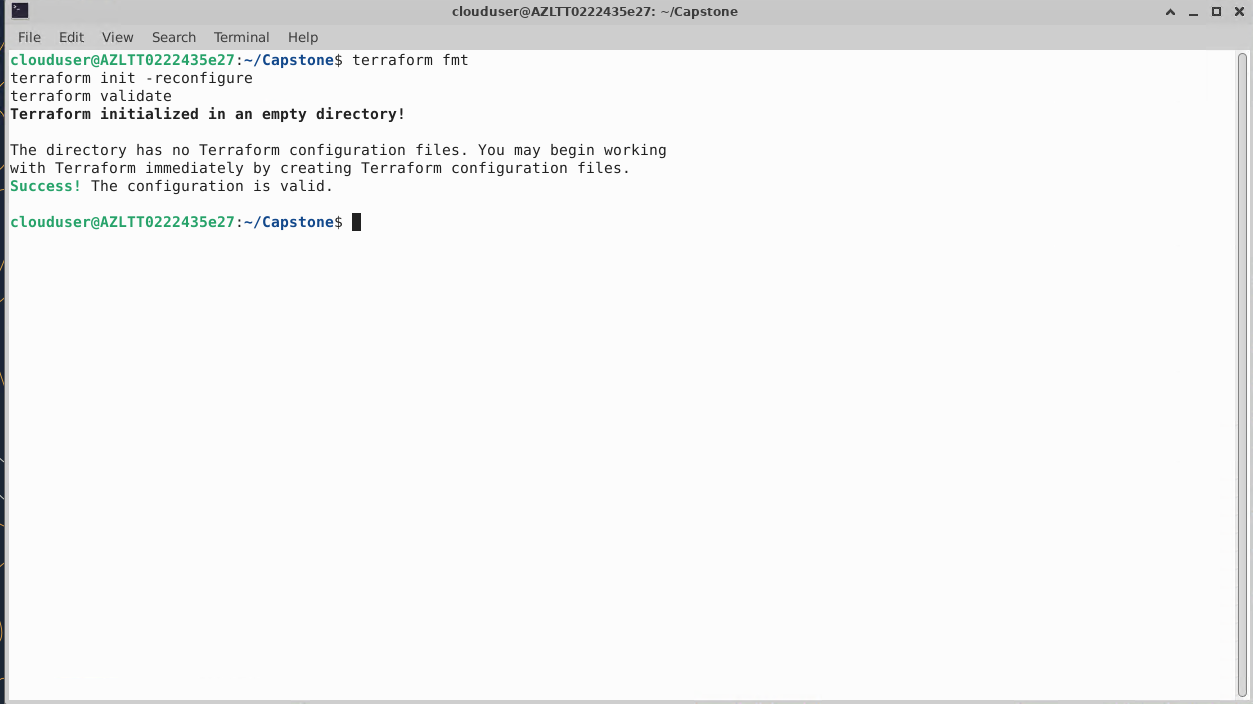 clouduser@AZLTT0222435e27: ~/Capstone
File Edit View Search Terminal Help
clouduser@AZLTT0222435e27:~/Capstone$ terraform fmt
terraform init -reconfigure
terraform validate
Terraform initialized in an empty directory!
The directory has no Terraform configuration files. You may begin working
with Terraform immediately by creating Terraform configuration files.
Success! The configuration is valid.
clouduser@AZLTT0222435e27:~/Capstone$